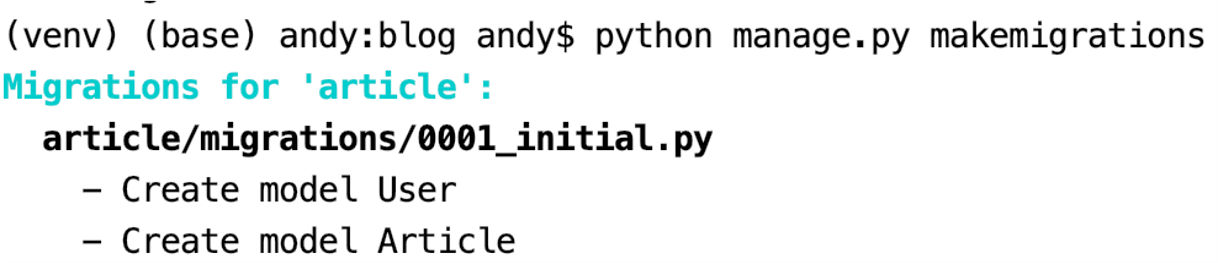 (venv) (base) andy:blog andy$ python manage.py makemigrations
Migrations for 'article':
  article/migrations/0001_initial.py
    - Create model User
    - Create model Article